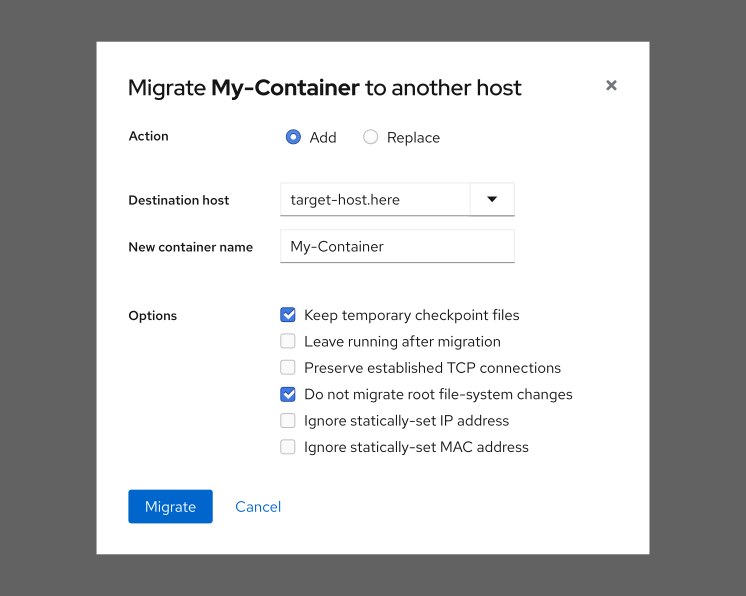 Migrate My-Container to another host
Action
Add
Replace
Destination host
target-host.here
New container name
My-Container
Options
Keep temporary checkpoint files
Leave running after migration
Preserve established TCP connections
Do not migrate root file-system changes
Ignore statically-set IP address
Ignore statically-set MAC address
Migrate
Cancel